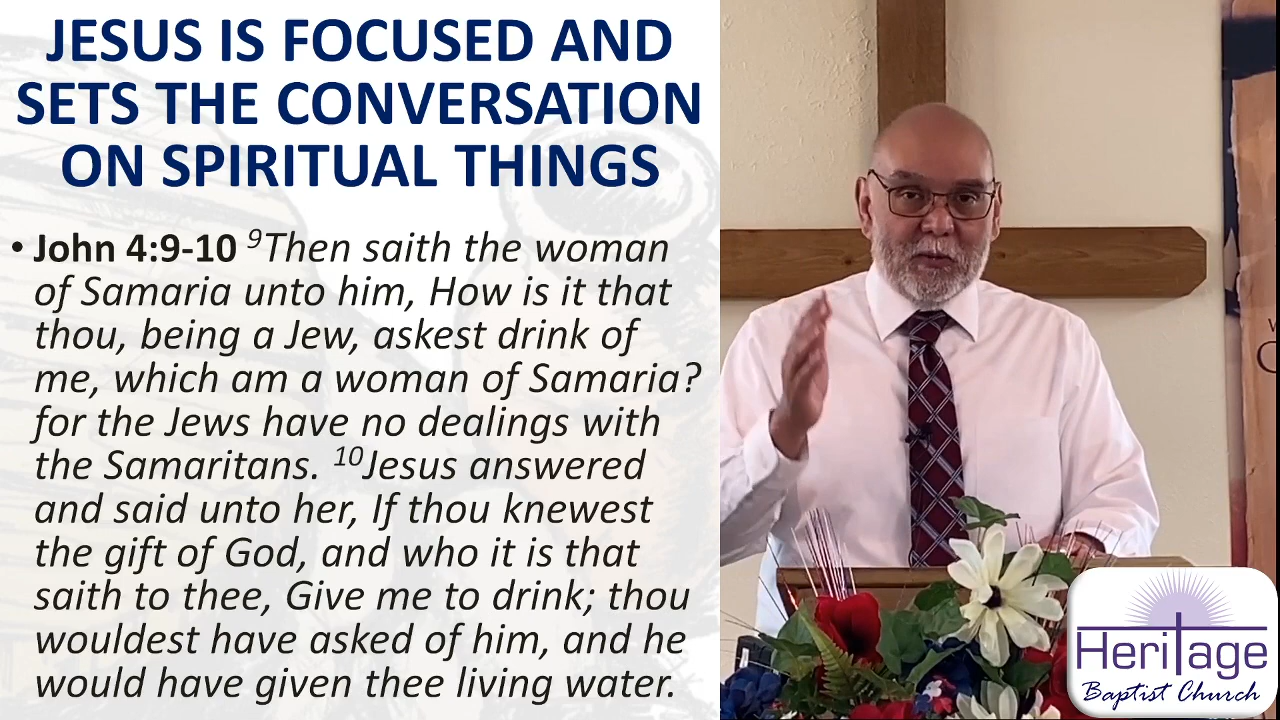 JESUS IS FOCUSED AND
SETS THE CONVERSATION
ON SPIRITUAL THINGS
• John 4:9-10 ⁹Then saith the woman
of Samaria unto him, How is it that
thou, being a Jew, askest drink of
me, which am a woman of Samaria?
for the Jews have no dealings with
the Samaritans. ¹⁰Jesus answered
and said unto her, If thou knewest
the gift of God, and who it is that
saith to thee, Give me to drink; thou
wouldest have asked of him, and he
would have given thee living water.
Heritage
Baptist Church